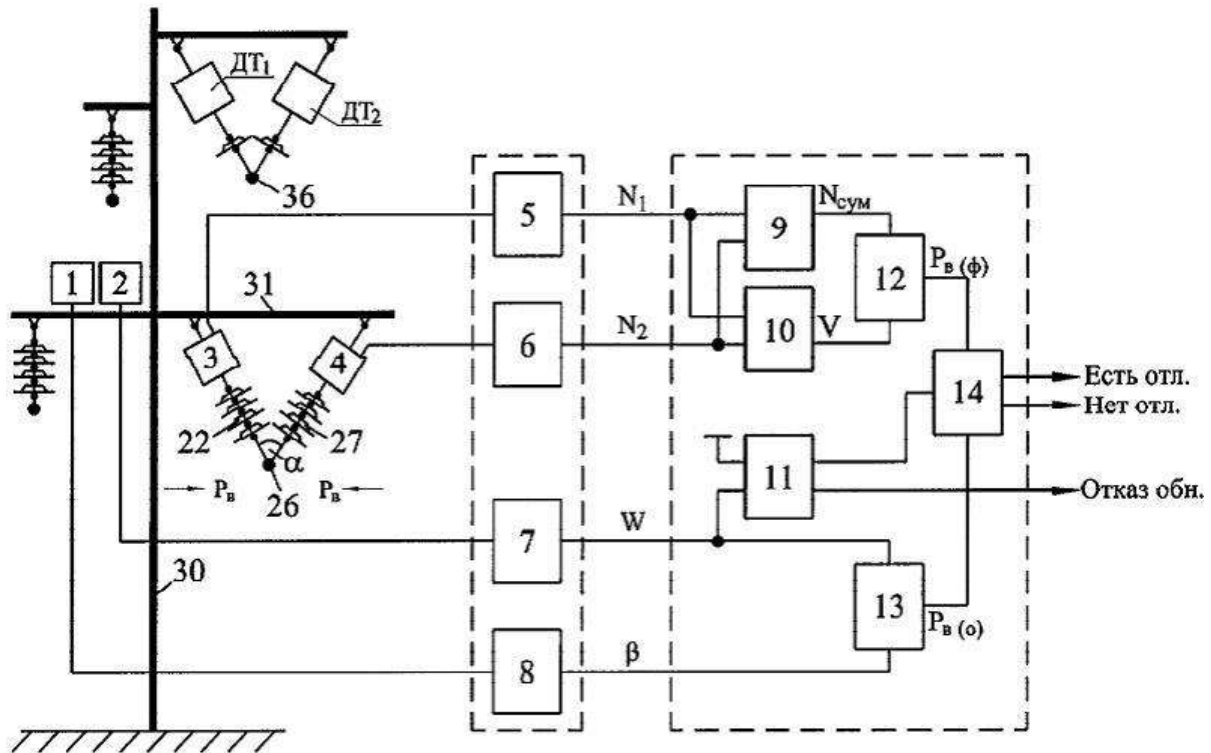 ДТ₁
ДТ₂
36
5
N₁
9
Nсум
12
Pв (ф)
1
2
31
3
4
6
N₂
10
V
14
Есть отл.
Нет отл.
22
27
α
26
Pв
Pв
11
Отказ обн.
7
W
30
13
Pв (о)
8
β